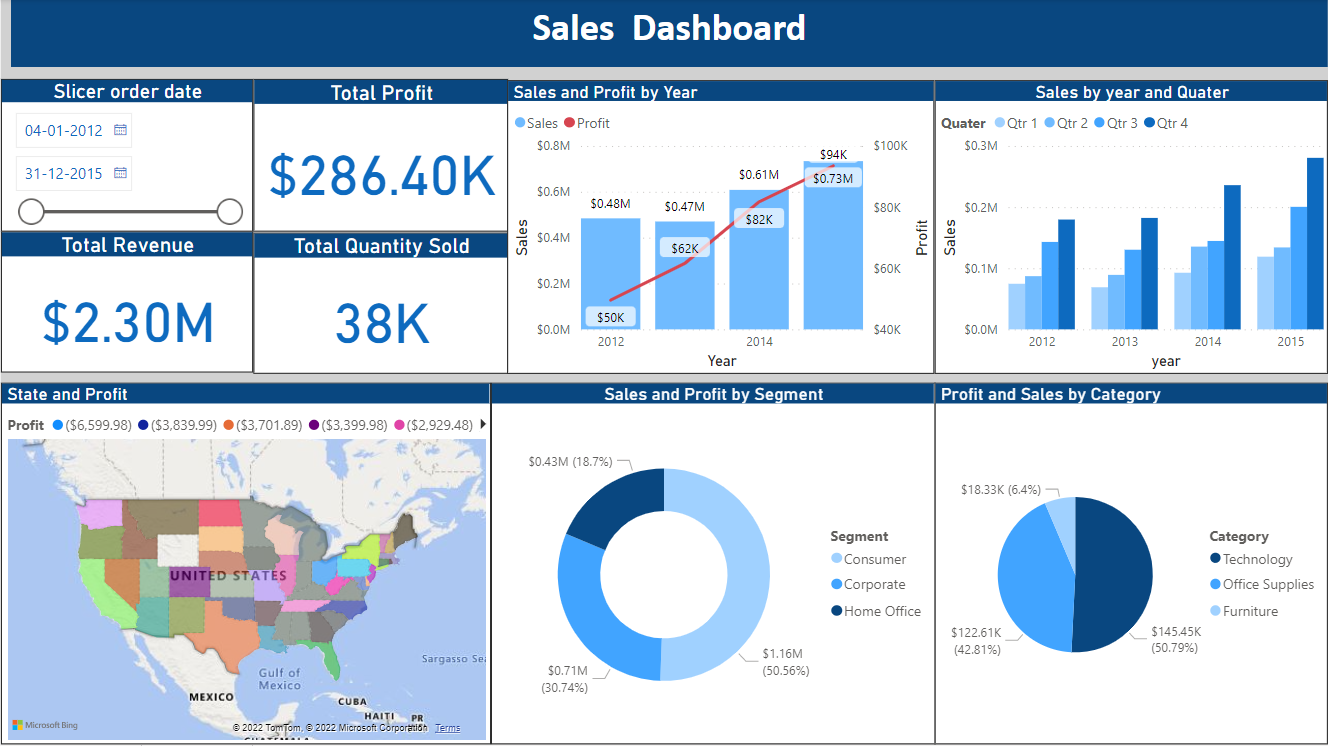 Sales  Dashboard
Slicer order date
04-01-2012
31-12-2015
Total Profit
$286.40K
Total Revenue
$2.30M
Total Quantity Sold
38K
Sales and Profit by Year
Sales Profit
$0.8M
$0.6M
$0.4M
$0.2M
$0.0M
Sales
$0.48M
$0.47M
$0.61M
$94K
$0.73M
$82K
$62K
$50K
$100K
$80K
$60K
$40K
Profit
2012
2014
Year
Sales by year and Quater
Quater Qtr 1 Qtr 2 Qtr 3 Qtr 4
$0.3M
$0.2M
$0.1M
$0.0M
Sales
2012
2013
2014
2015
year
State and Profit
Profit ($6,599.98) ($3,839.99) ($3,701.89) ($3,399.98) ($2,929.48)
UNITED STATES
Gulf of
Mexico
Sargasso Sea
MEXICO
CUBA
HAITI
PR
GUATEMALA
Microsoft Bing
© 2022 TomTom, © 2022 Microsoft Corporation Terms
Sales and Profit by Segment
$0.43M (18.7%)
$0.71M
(30.74%)
$1.16M
(50.56%)
Segment
Consumer
Corporate
Home Office
Profit and Sales by Category
$18.33K (6.4%)
$122.61K
(42.81%)
$145.45K
(50.79%)
Category
Technology
Office Supplies
Furniture